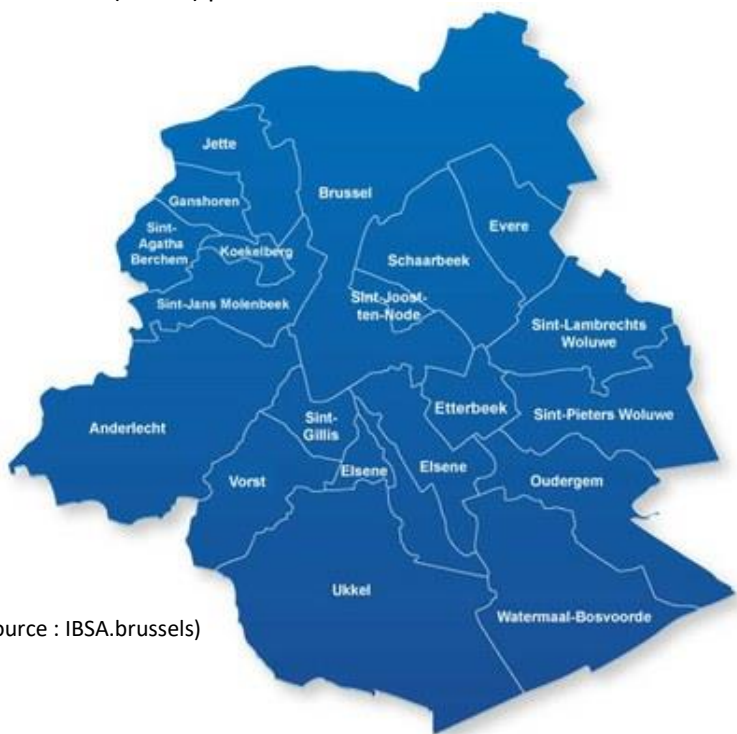 Jette
Brussel
Ganshoren
Evere
Sint-
Agatha
Berchem
Koekelberg
Schaarbeek
Sint-Jans Molenbeek
Sint-Joost-
ten-Node
Sint-Lambrechts
Woluwe
Etterbeek
Sint-Pieters Woluwe
Sint-
Gillis
Anderlecht
Elsene
Elsene
Vorst
Oudergem
Ukkel
Watermaal-Bosvoorde
ource : IBSA.brussels)